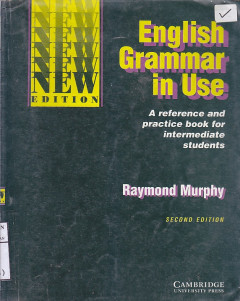 NEW
NEW
NEW
NEW
NEW
EDITION
English
Grammar
in Use
A reference and
practice book for
intermediate
students
Raymond Murphy
SECOND EDITION
CAMBRIDGE
UNIVERSITY PRESS